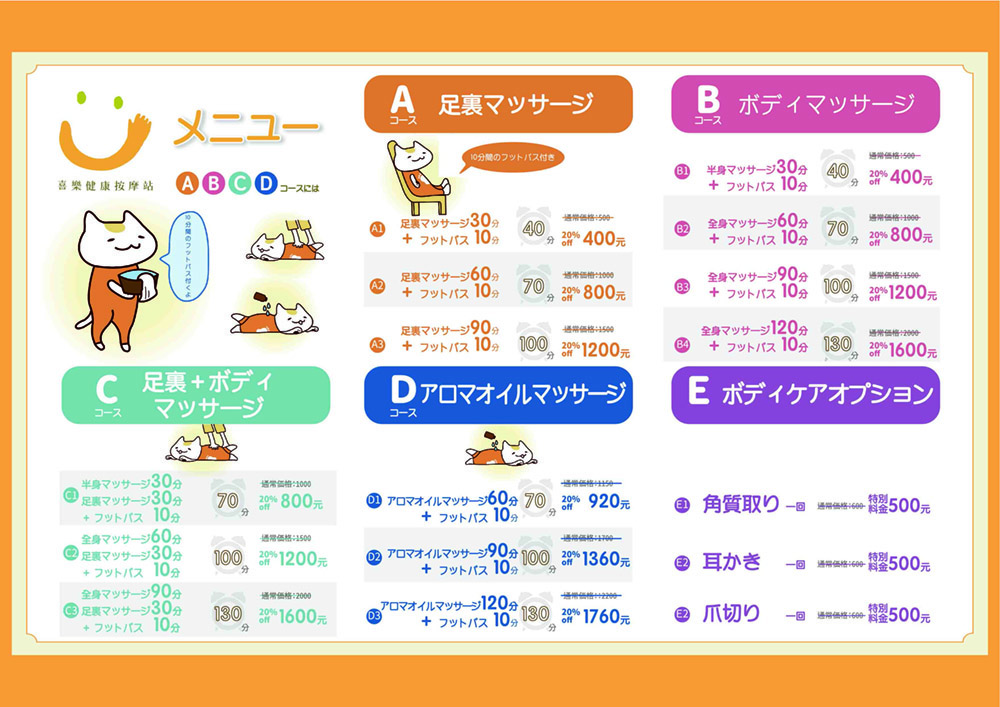 喜樂健康按摩站
メニュー
A B C D コースには
10分間のフットバス付くよ
A コース 足裏マッサージ
10分間のフットバス付き
A1 足裏マッサージ30分
+ フットバス 10分
40分
通常価格:500
20% off 400元
A2 足裏マッサージ60分
+ フットバス 10分
70分
通常価格:1000
20% off 800元
A3 足裏マッサージ90分
+ フットバス 10分
100分
通常価格:1500
20% off 1200元
B コース ボディマッサージ
B1 半身マッサージ30分
+ フットバス 10分
40分
通常価格:500
20% off 400元
B2 全身マッサージ60分
+ フットバス 10分
70分
通常価格:1000
20% off 800元
B3 全身マッサージ90分
+ フットバス 10分
100分
通常価格:1500
20% off 1200元
B4 全身マッサージ120分
+ フットバス 10分
130分
通常価格:2000
20% off 1600元
C コース 足裏+ボディ
マッサージ
C1 半身マッサージ30分
足裏マッサージ30分
+ フットバス 10分
70分
通常価格:1000
20% off 800元
C2 全身マッサージ60分
足裏マッサージ30分
+ フットバス 10分
100分
通常価格:1500
20% off 1200元
C3 全身マッサージ90分
足裏マッサージ30分
+ フットバス 10分
130分
通常価格:2000
20% off 1600元
D コース アロマオイルマッサージ
D1 アロマオイルマッサージ60分
+ フットバス 10分
70分
通常価格:1150
20% off 920元
D2 アロマオイルマッサージ90分
+ フットバス 10分
100分
通常価格:1700
20% off 1360元
D3 アロマオイルマッサージ120分
+ フットバス 10分
130分
通常価格:2200
20% off 1760元
E ボディケアオプション
E1 角質取り 一回 通常価格:600 特別料金500元
E2 耳かき 一回 通常価格:600 特別料金500元
E2 爪切り 一回 通常価格:600 特別料金500元